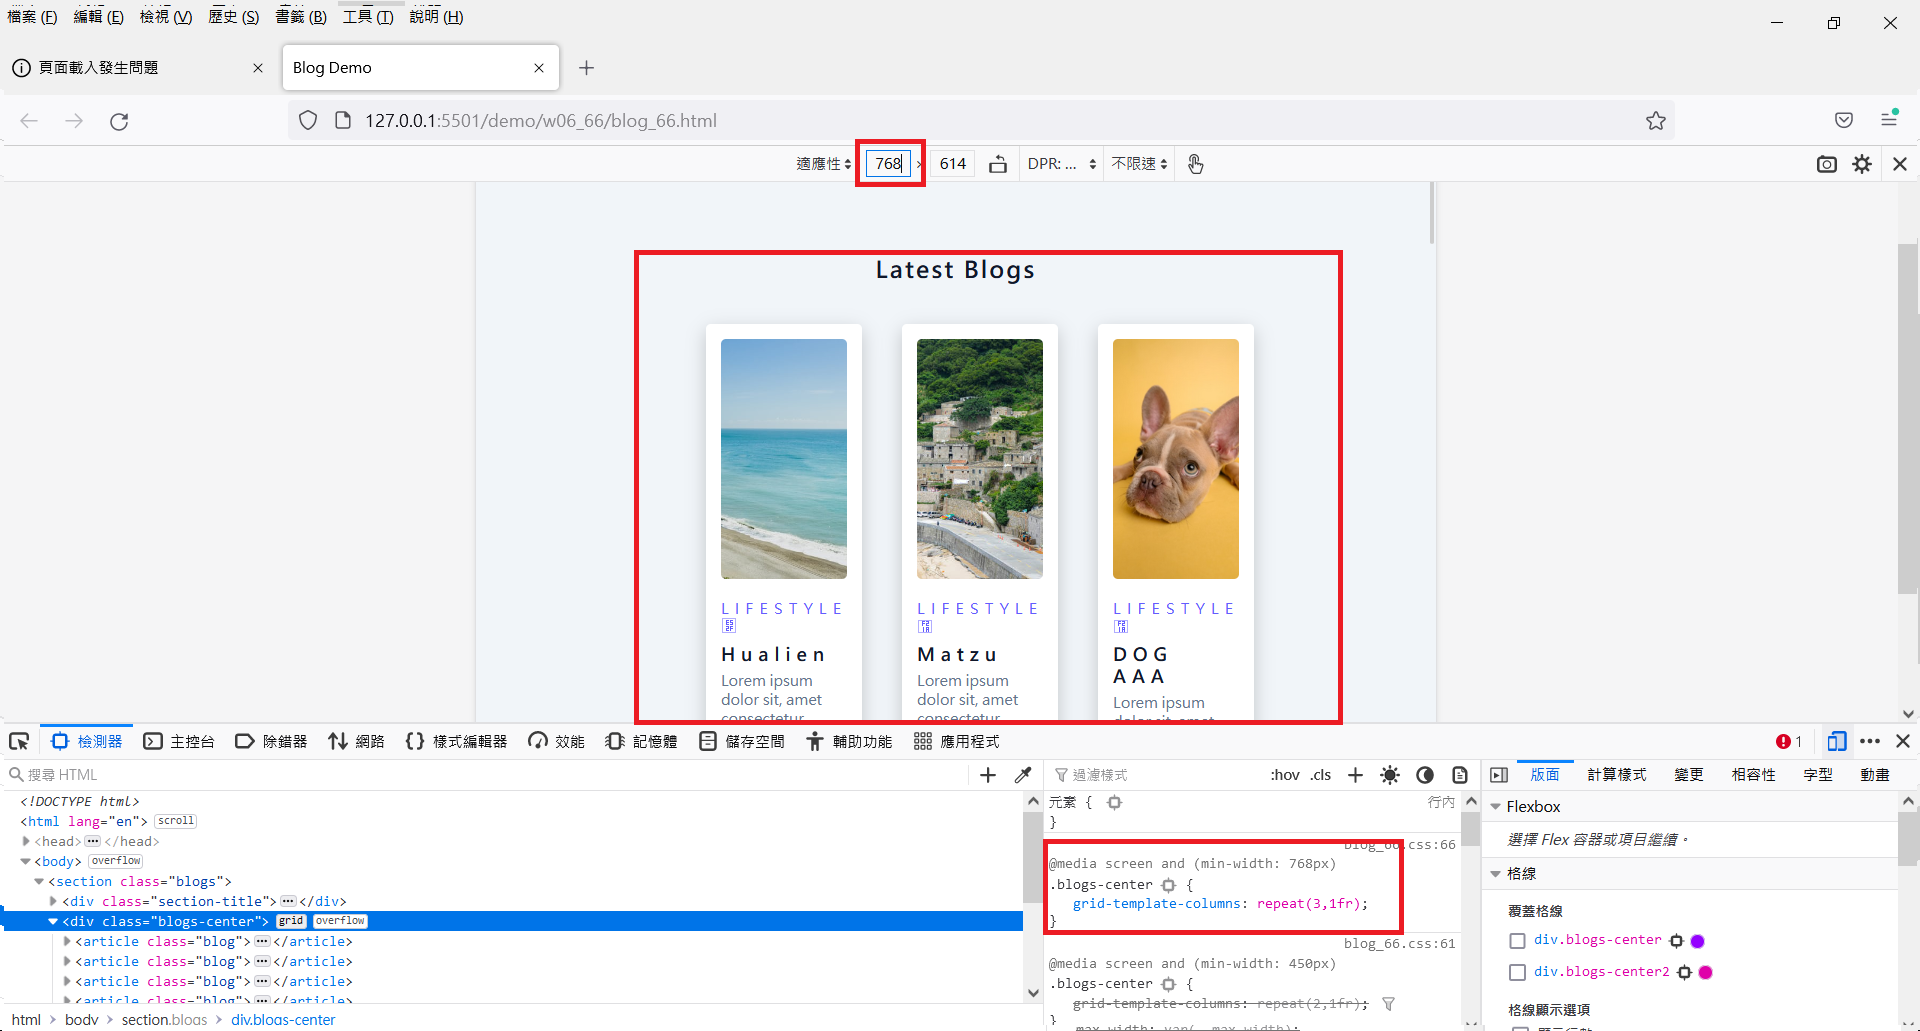 檔案 (F) 編輯 (E) 檢視 (V) 歷史 (S) 書籤 (B) 工具 (T) 說明 (H)
頁面載入發生問題
Blog Demo
127.0.0.1:5501/demo/w06_66/blog_66.html
適應性 768 × 614 DPR: ... 不限速
Latest Blogs
LIFESTYLE LIFESTYLE LIFESTYLE
Hualien Matzu DOG
AAA
Lorem ipsum
dolor sit, amet
consectetur
Lorem ipsum
dolor sit, amet
consectetur
Lorem ipsum
dolor sit, amet
檢測器 主控台 除錯器 網路 樣式編輯器 效能 記憶體 儲存空間 輔助功能 應用程式 1
搜尋 HTML
<!DOCTYPE html>
<html lang="en"> scroll
<head> ••• </head>
<body> overflow
<section class="blogs">
<div class="section-title"> ••• </div>
<div class="blogs-center"> grid overflow
<article class="blog"> ••• </article>
<article class="blog"> ••• </article>
<article class="blog"> ••• </article>
<article class="blog"> ••• </article>
html > body > section.blogs > div.blogs-center
過濾樣式 :hov .cls
元素 { 行內
}
blog_66.css:66
@media screen and (min-width: 768px)
.blogs-center {
grid-template-columns: repeat(3,1fr);
}
blog_66.css:61
@media screen and (min-width: 450px)
.blogs-center {
grid-template-columns: repeat(2,1fr);
}
版面 計算樣式 變更 相容性 字型 動畫
Flexbox
選擇 Flex 容器或項目繼續。
格線
覆蓋格線
div.blogs-center
div.blogs-center2
格線顯示選項
顯示行數